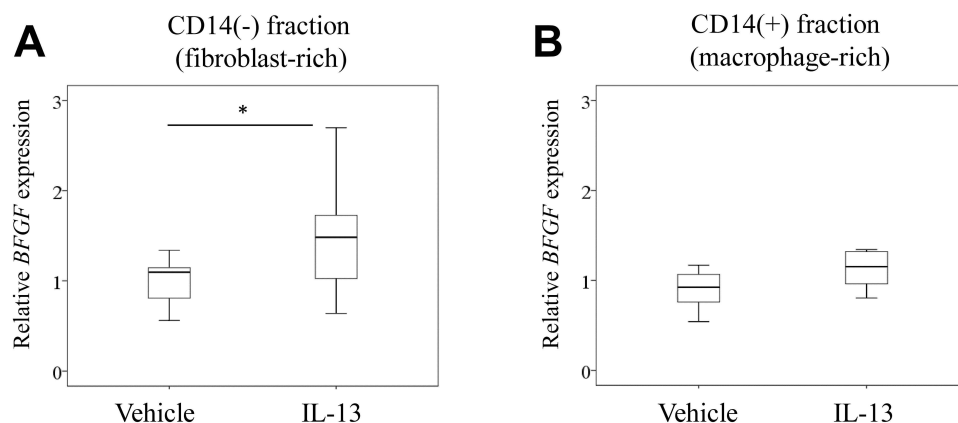 A
CD14(-) fraction
(fibroblast-rich)
Relative BFGF expression
3
2
1
0
*
Vehicle
IL-13
B
CD14(+) fraction
(macrophage-rich)
Relative BFGF expression
3
2
1
0
Vehicle
IL-13